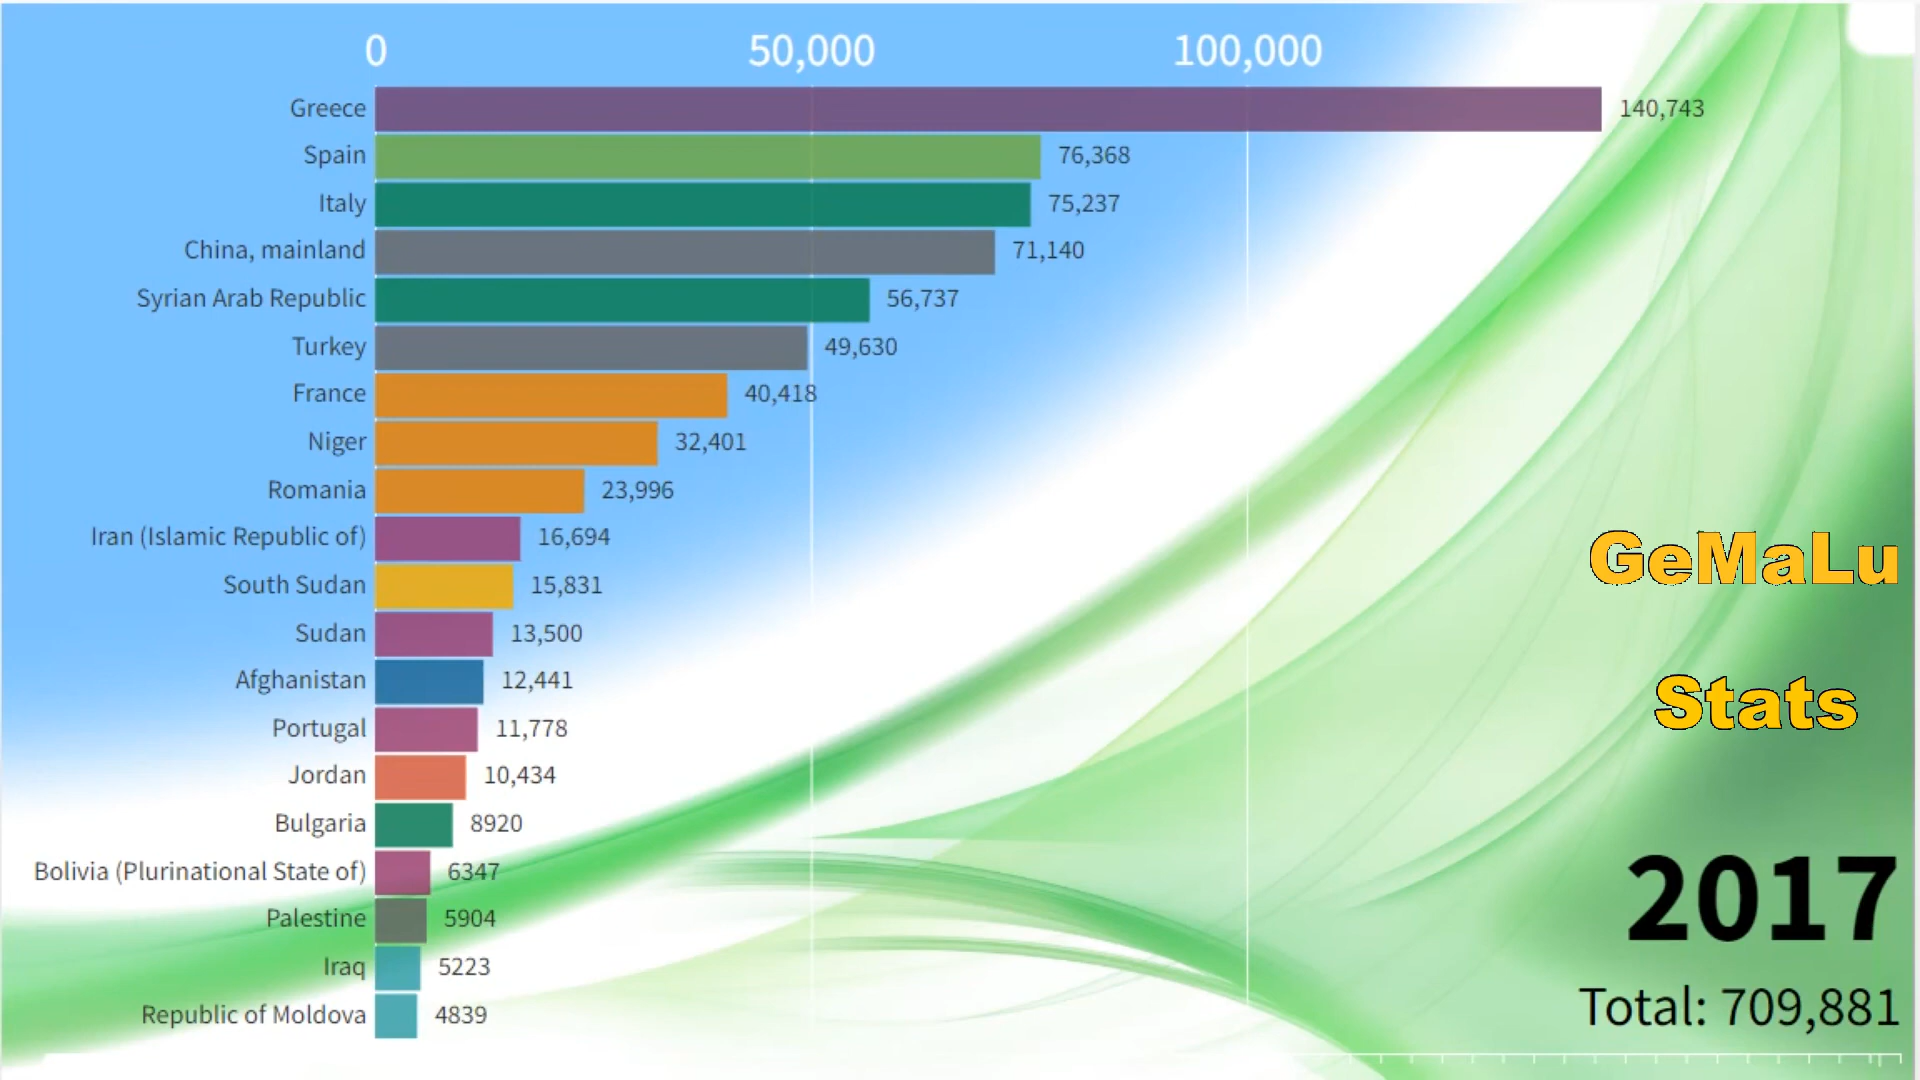 0 50,000 100,000
Greece 140,743
Spain 76,368
Italy 75,237
China, mainland 71,140
Syrian Arab Republic 56,737
Turkey 49,630
France 40,418
Niger 32,401
Romania 23,996
Iran (Islamic Republic of) 16,694
South Sudan 15,831
Sudan 13,500
Afghanistan 12,441
Portugal 11,778
Jordan 10,434
Bulgaria 8920
Bolivia (Plurinational State of) 6347
Palestine 5904
Iraq 5223
Republic of Moldova 4839
GeMaLu
Stats
2017
Total: 709,881